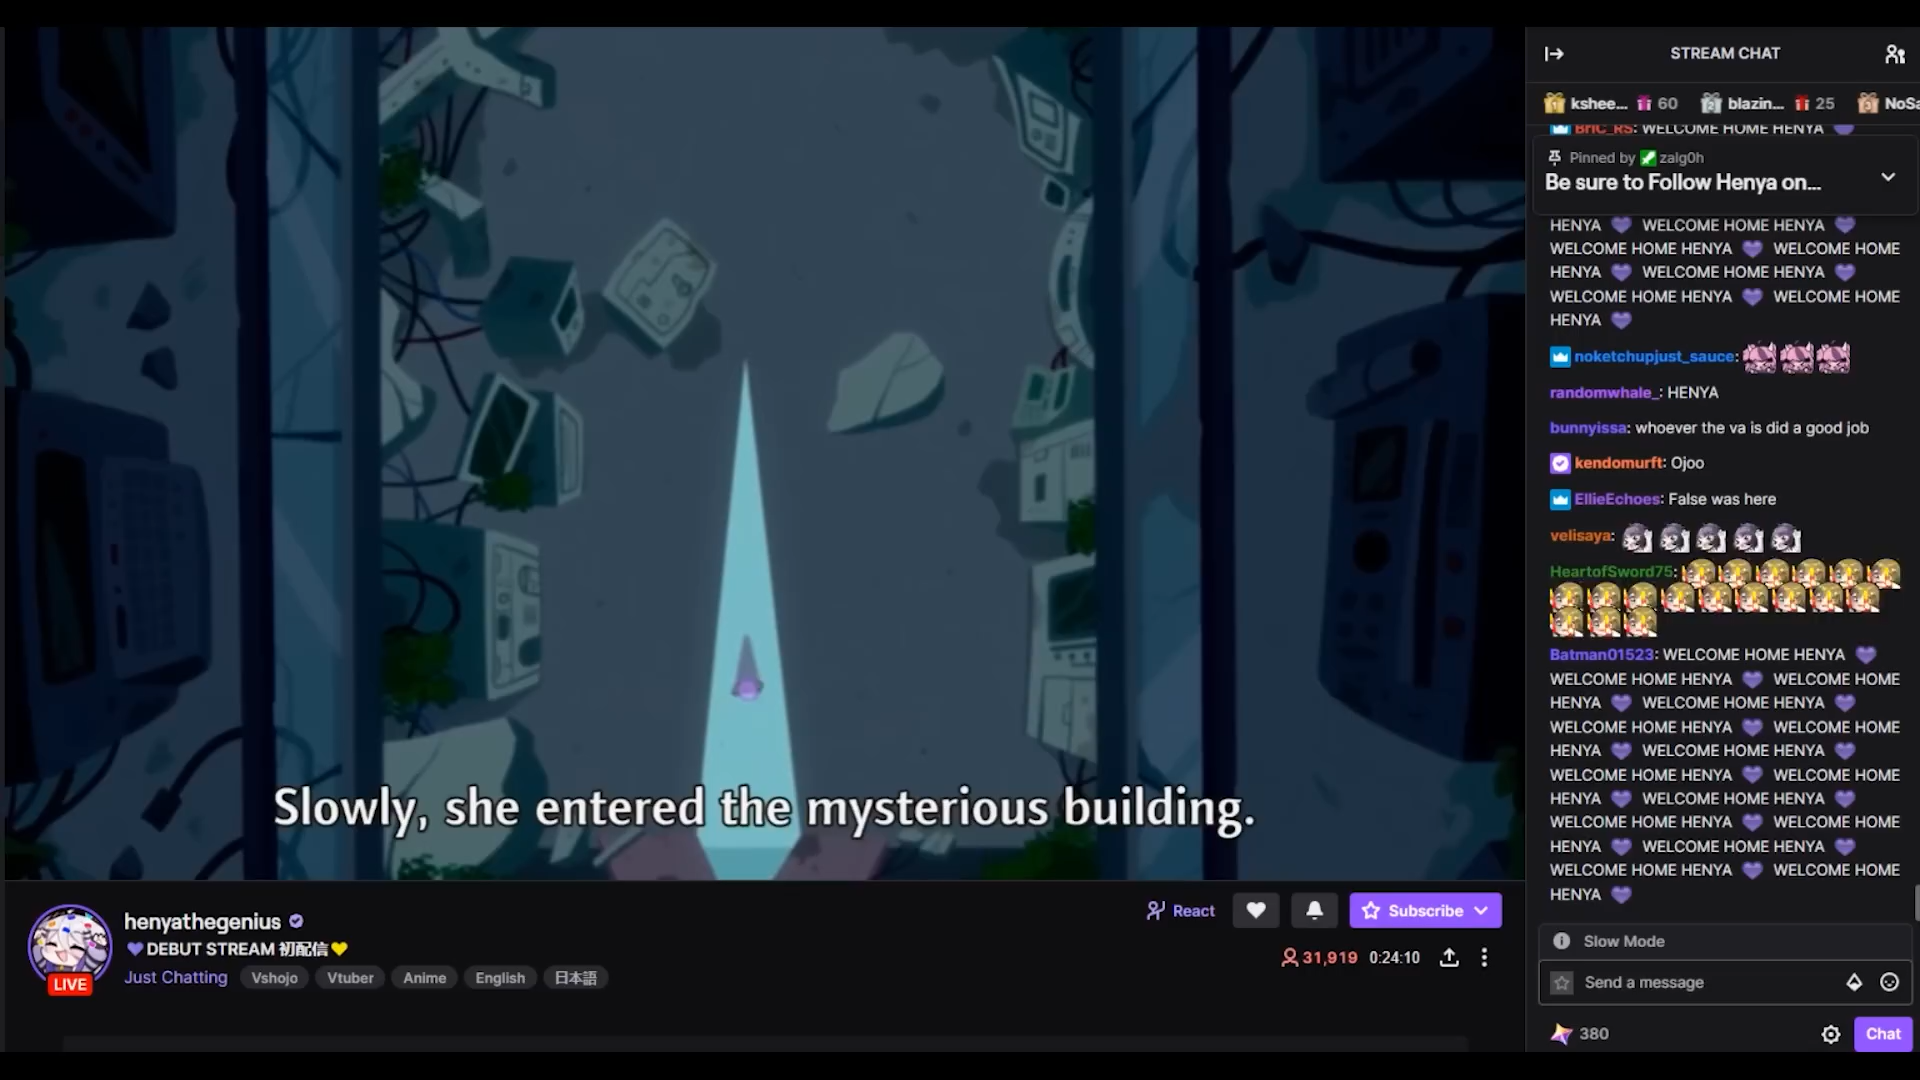 Slowly, she entered the mysterious building.
henyathegenius
DEBUT STREAM 初配信
Just Chatting Vshojo Vtuber Anime English 日本語
LIVE
React
Subscribe
31,919 0:24:10
STREAM CHAT
kshee... 60 blazin... 25 NoSa
BriC_RS: WELCOME HOME HENYA
Pinned by zalg0h
Be sure to Follow Henya on...
HENYA WELCOME HOME HENYA
WELCOME HOME HENYA WELCOME HOME
HENYA WELCOME HOME HENYA
WELCOME HOME HENYA WELCOME HOME
HENYA
noketchupjust_sauce:
randomwhale_: HENYA
bunnyissa: whoever the va is did a good job
kendomurft: Ojoo
EllieEchoes: False was here
velisaya:
HeartofSword75:
Batman01523: WELCOME HOME HENYA
WELCOME HOME HENYA WELCOME HOME
HENYA WELCOME HOME HENYA
WELCOME HOME HENYA WELCOME HOME
HENYA WELCOME HOME HENYA
WELCOME HOME HENYA WELCOME HOME
HENYA WELCOME HOME HENYA
WELCOME HOME HENYA WELCOME HOME
HENYA WELCOME HOME HENYA
WELCOME HOME HENYA WELCOME HOME
HENYA
Slow Mode
Send a message
380
Chat